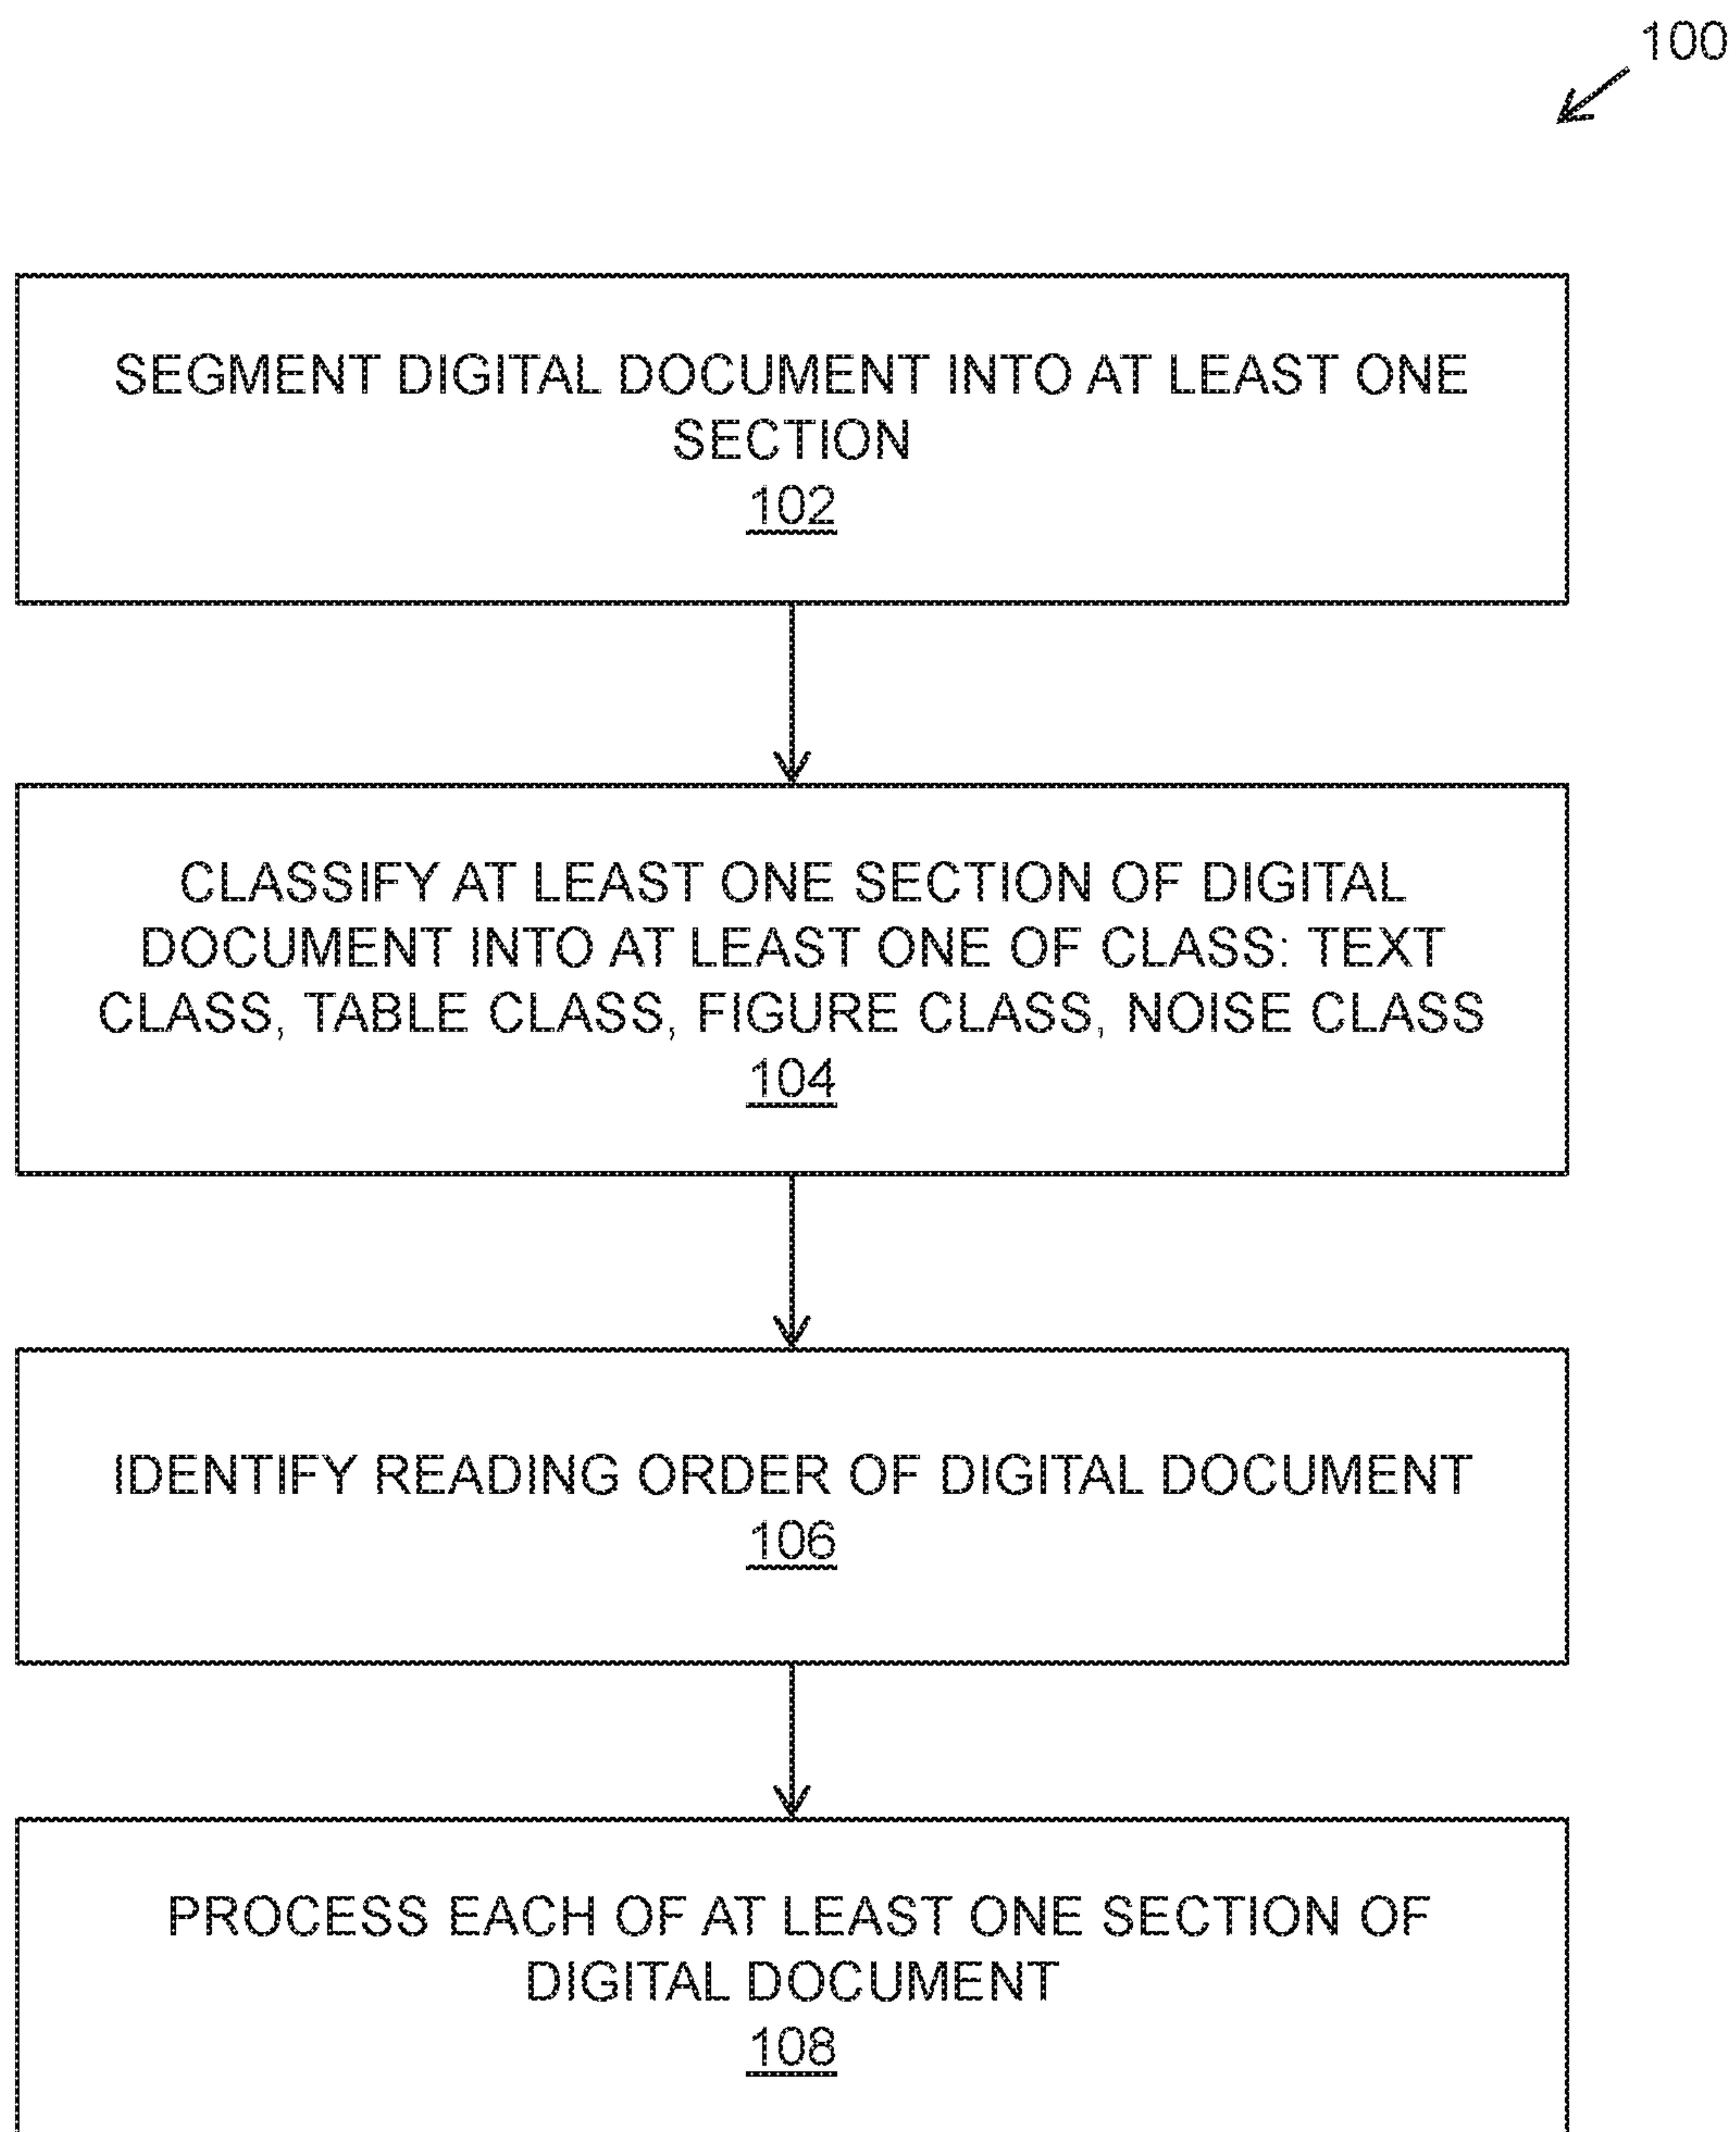 100
SEGMENT DIGITAL DOCUMENT INTO AT LEAST ONE
SECTION
102
CLASSIFY AT LEAST ONE SECTION OF DIGITAL
DOCUMENT INTO AT LEAST ONE OF CLASS: TEXT
CLASS, TABLE CLASS, FIGURE CLASS, NOISE CLASS
104
IDENTIFY READING ORDER OF DIGITAL DOCUMENT
106
PROCESS EACH OF AT LEAST ONE SECTION OF
DIGITAL DOCUMENT
108